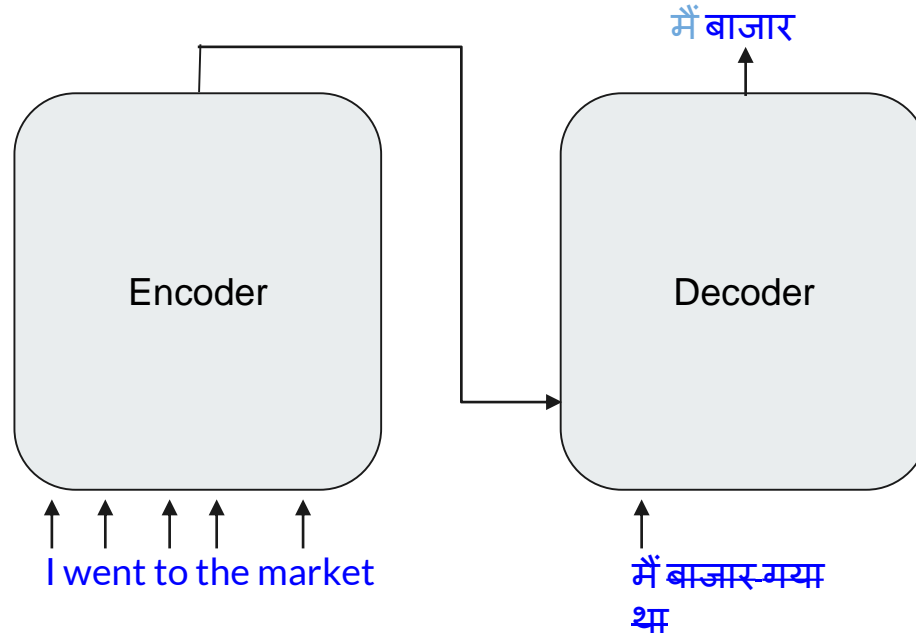 मैं बाजार
Encoder
Decoder
I went to the market
मैं बाजार गया
था